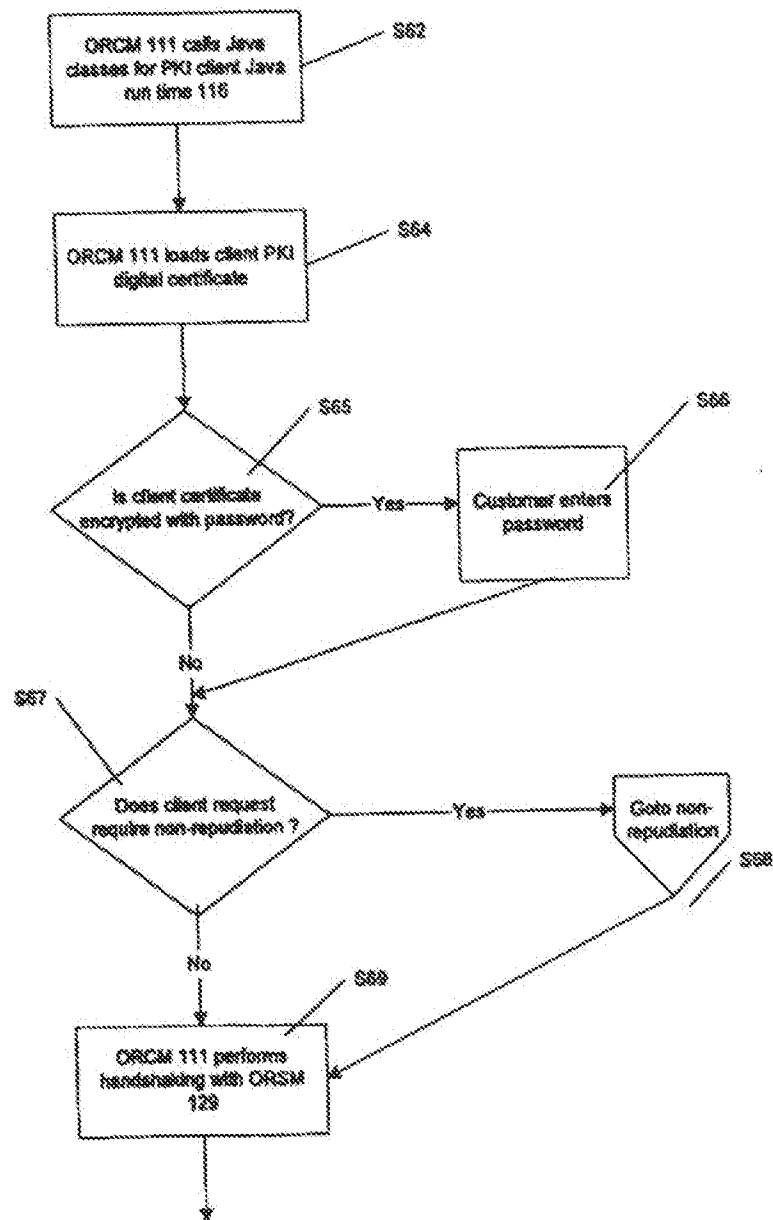 ORCM 111 calls Java
classes for PKI client Java
run time 116
S62
ORCM 111 loads client PKI
digital certificate
S64
S65
Is client certificate
encrypted with password?
Yes
S66
Customer enters
password
No
S67
Does client request
require non-repudiation ?
Yes
Goto non-
repudiation
S68
No
S69
ORCM 111 performs
handshaking with ORSM
129